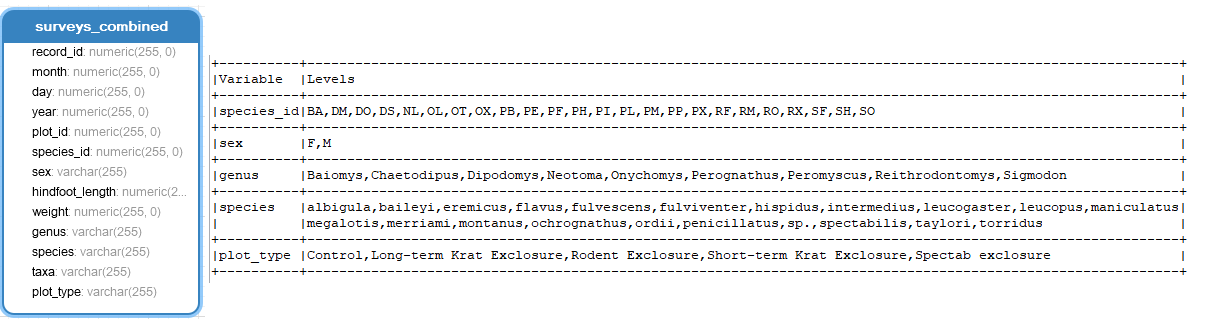 surveys_combined
record_id: numeric(255, 0)
month: numeric(255, 0)
day: numeric(255, 0)
year: numeric(255, 0)
plot_id: numeric(255, 0)
species_id: numeric(255, 0)
sex: varchar(255)
hindfoot_length: numeric(2...
weight: numeric(255, 0)
genus: varchar(255)
species: varchar(255)
taxa: varchar(255)
plot_type: varchar(255)
Variable Levels
species_id BA,DM,DO,DS,NL,OL,OT,OX,PB,PE,PF,PH,PI,PL,PM,PP,PX,RF,RM,RO,RX,SF,SH,SO
sex F,M
genus Baiomys,Chaetodipus,Dipodomys,Neotoma,Onychomys,Perognathus,Peromyscus,Reithrodontomys,Sigmodon
species albigula,baileyi,eremicus,flavus,fulvescens,fulviventer,hispidus,intermedius,leucogaster,leucopus,maniculatus
megalotis,merriami,montanus,ochrognathus,ordii,penicillatus,sp.,spectabilis,taylori,torridus
plot_type Control,Long-term Krat Exclosure,Rodent Exclosure,Short-term Krat Exclosure,Spectab exclosure